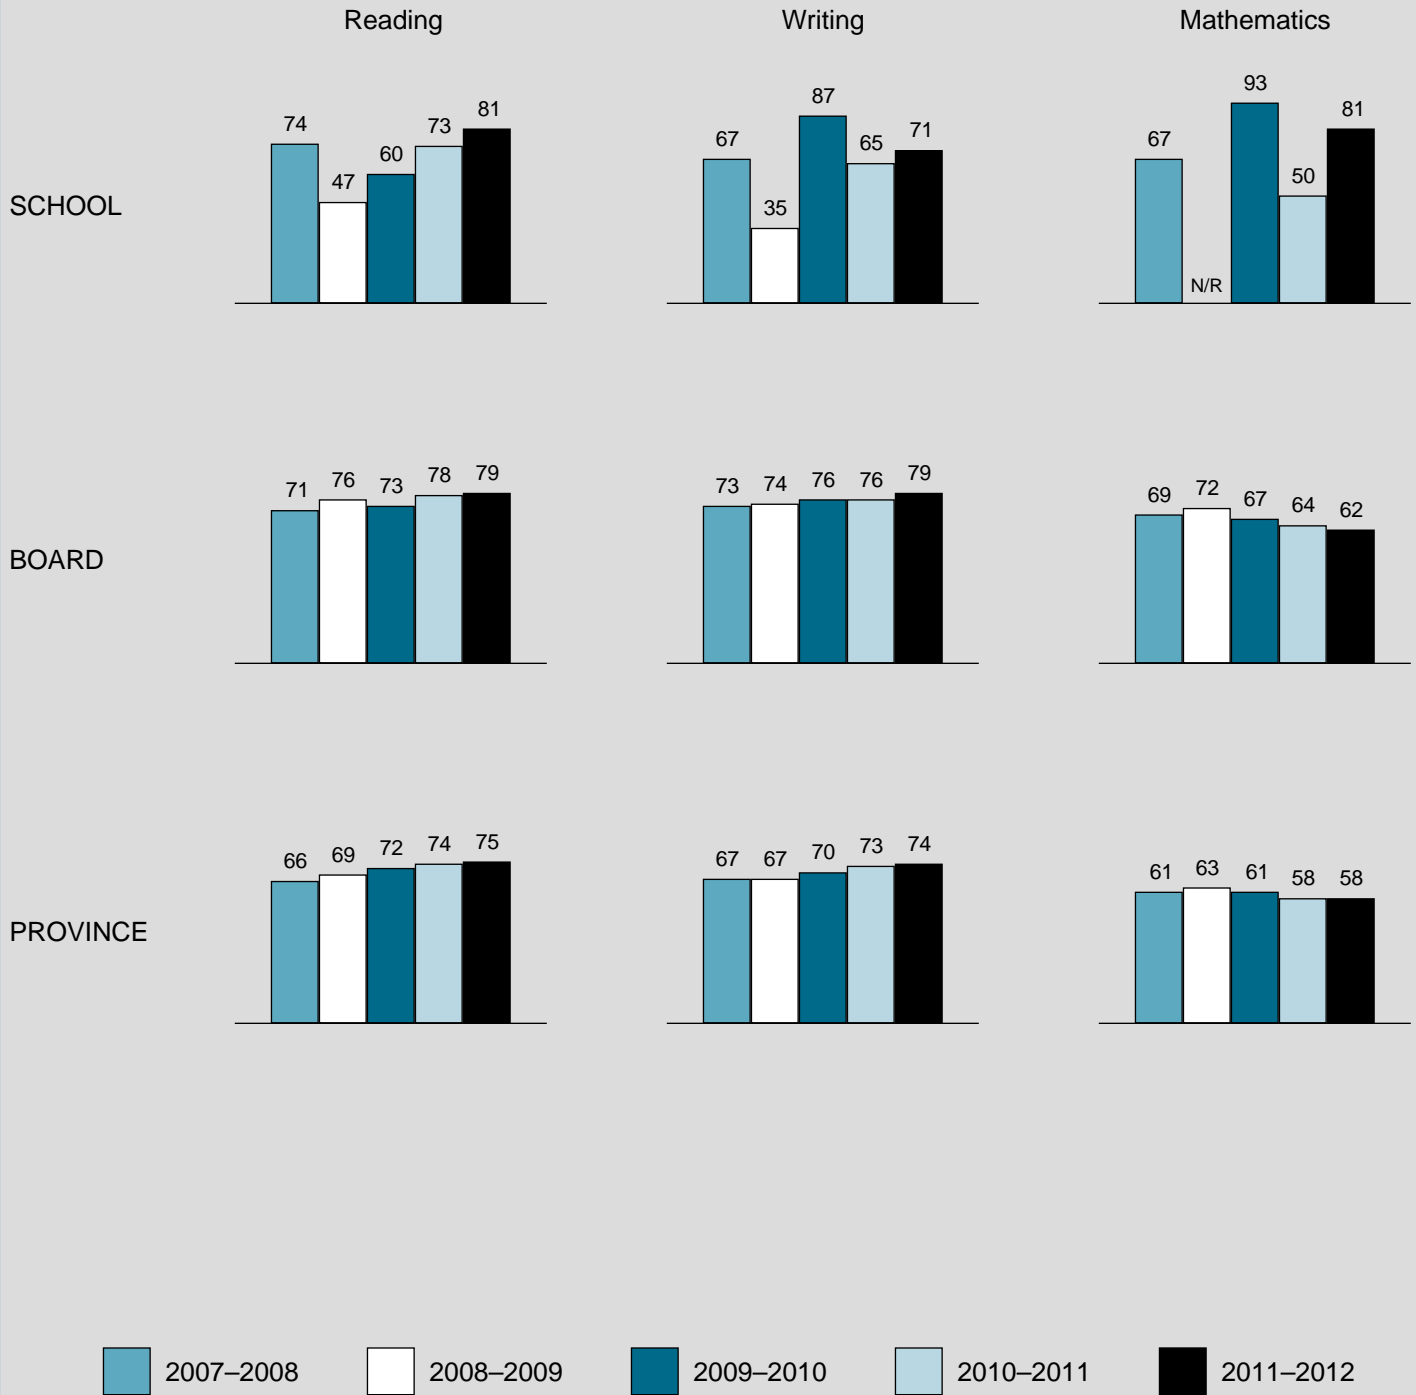 Reading Writing Mathematics
SCHOOL
74 47 60 73 81
67 35 87 65 71
67 N/R 93 50 81
BOARD
71 76 73 78 79
73 74 76 76 79
69 72 67 64 62
PROVINCE
66 69 72 74 75
67 67 70 73 74
61 63 61 58 58
2007–2008 2008–2009 2009–2010 2010–2011 2011–2012